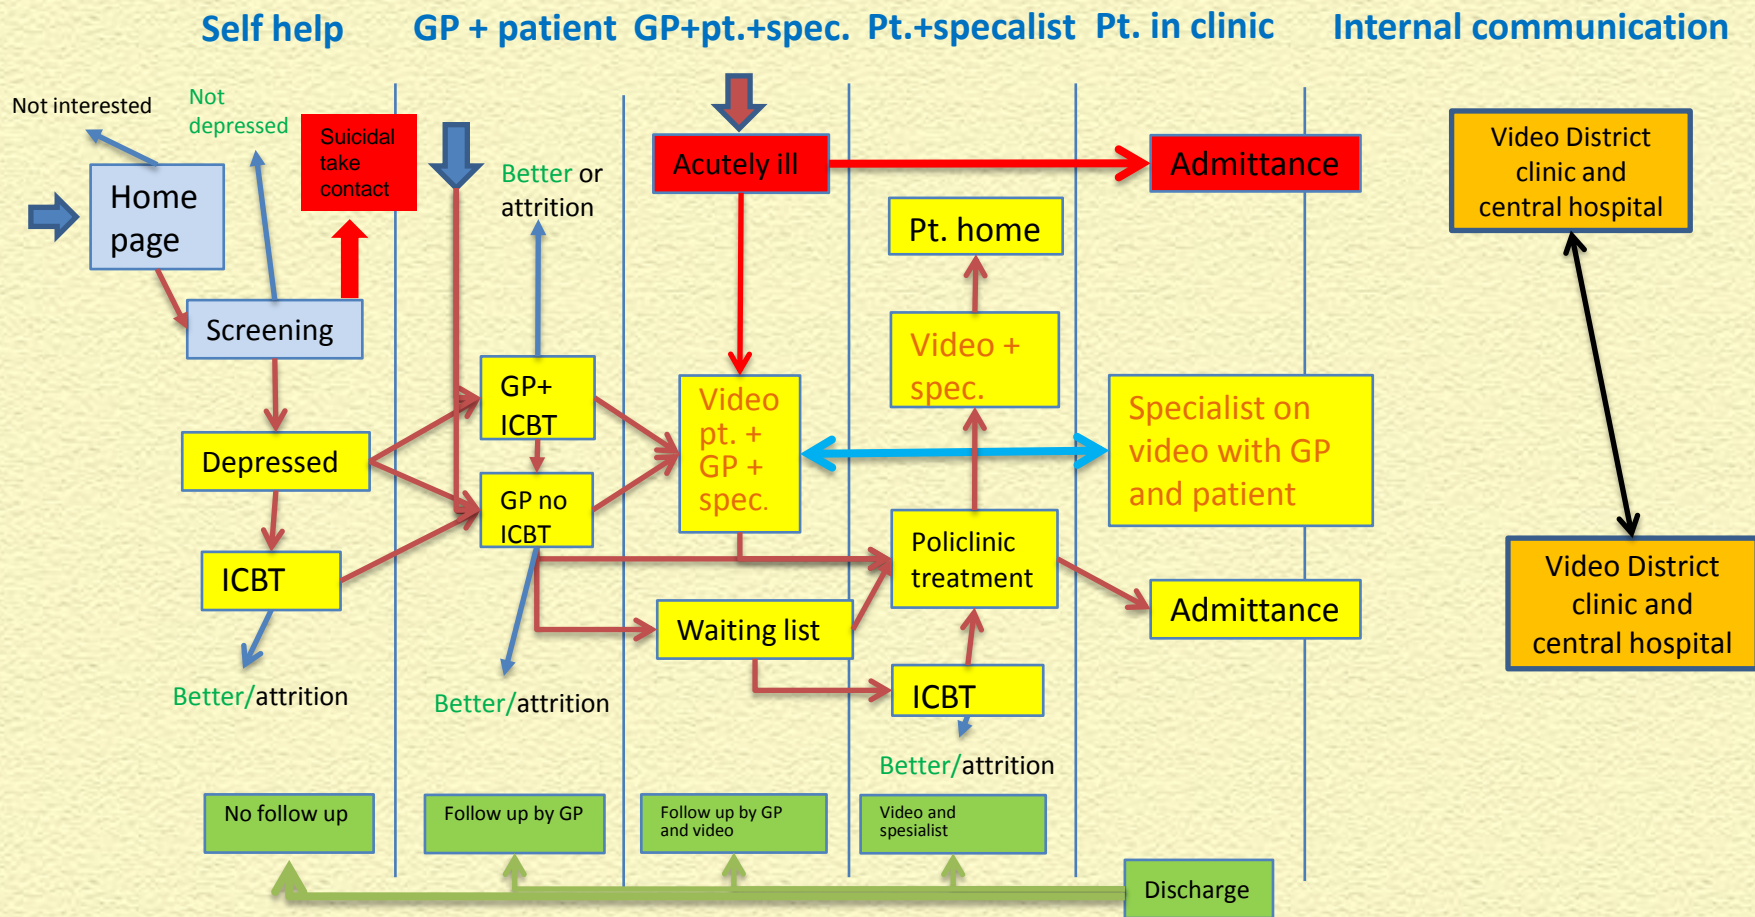 Self help
GP + patient
GP+pt.+spec.
Pt.+specalist
Pt. in clinic
Internal communication
Not interested
Not
depressed
Suicidal
take
contact
Home
page
Screening
Depressed
ICBT
Better/attrition
Better or
attrition
GP+
ICBT
GP no
ICBT
Better/attrition
Acutely ill
Video
pt. +
GP +
spec.
Waiting list
Pt. home
Video +
spec.
Policlinic
treatment
ICBT
Better/attrition
Admittance
Specialist on
video with GP
and patient
Admittance
Video District
clinic and
central hospital
Video District
clinic and
central hospital
No follow up
Follow up by GP
Follow up by GP
and video
Video and
spesialist
Discharge